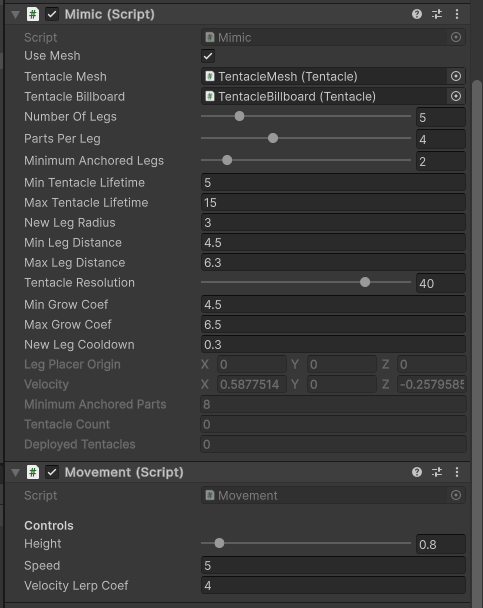 Mimic (Script)
Script Mimic
Use Mesh
Tentacle Mesh TentacleMesh (Tentacle)
Tentacle Billboard TentacleBillboard (Tentacle)
Number Of Legs 5
Parts Per Leg 4
Minimum Anchored Legs 2
Min Tentacle Lifetime 5
Max Tentacle Lifetime 15
New Leg Radius 3
Min Leg Distance 4.5
Max Leg Distance 6.3
Tentacle Resolution 40
Min Grow Coef 4.5
Max Grow Coef 6.5
New Leg Cooldown 0.3
Leg Placer Origin X 0 Y 0 Z 0
Velocity X 0.5877514 Y 0 Z -0.2579585
Minimum Anchored Parts 8
Tentacle Count 0
Deployed Tentacles 0
Movement (Script)
Script Movement
Controls
Height 0.8
Speed 5
Velocity Lerp Coef 4